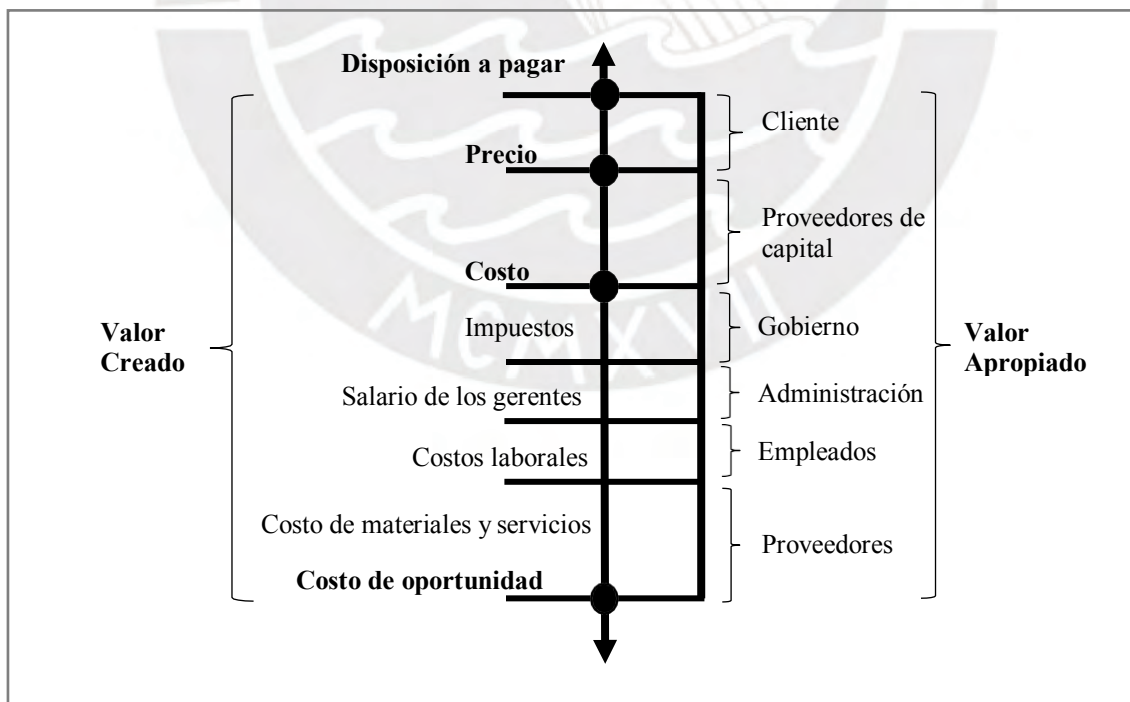 Disposición a pagar
Cliente
Precio
Proveedores de
capital
Costo
Impuestos
Gobierno
Valor
Creado
Valor
Apropiado
Salario de los gerentes
Administración
Costos laborales
Empleados
Costo de materiales y servicios
Proveedores
Costo de oportunidad
MCMXVII